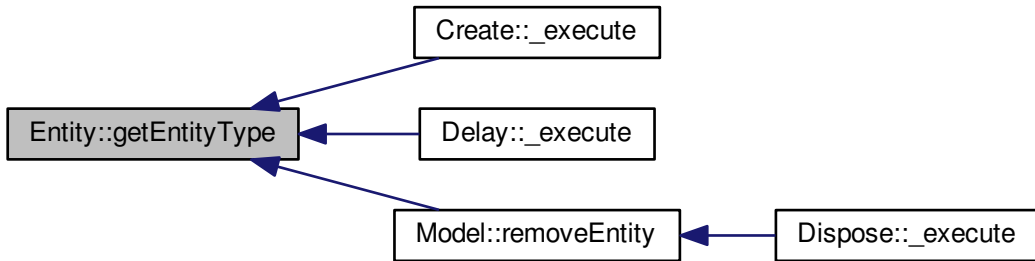 Create::_execute
Entity::getEntityType
Delay::_execute
Model::removeEntity
Dispose::_execute